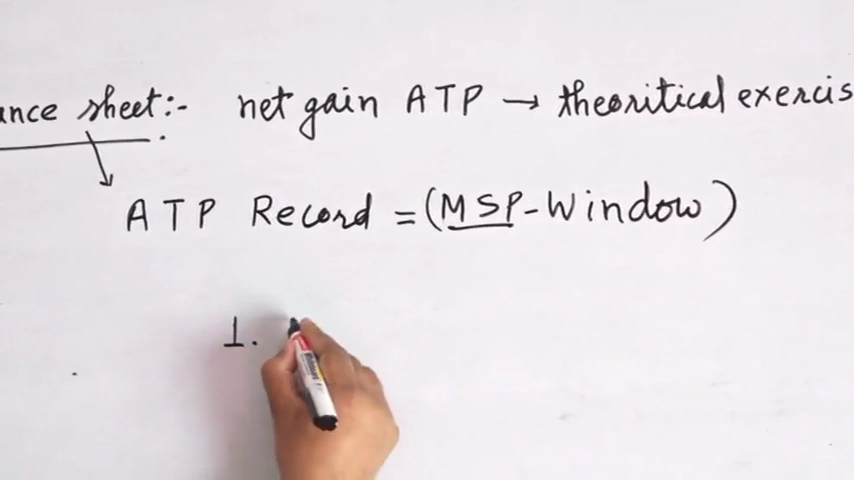 ance sheet:- net gain ATP → theoritical exercis
ATP Record = (MSP-Window)
1.